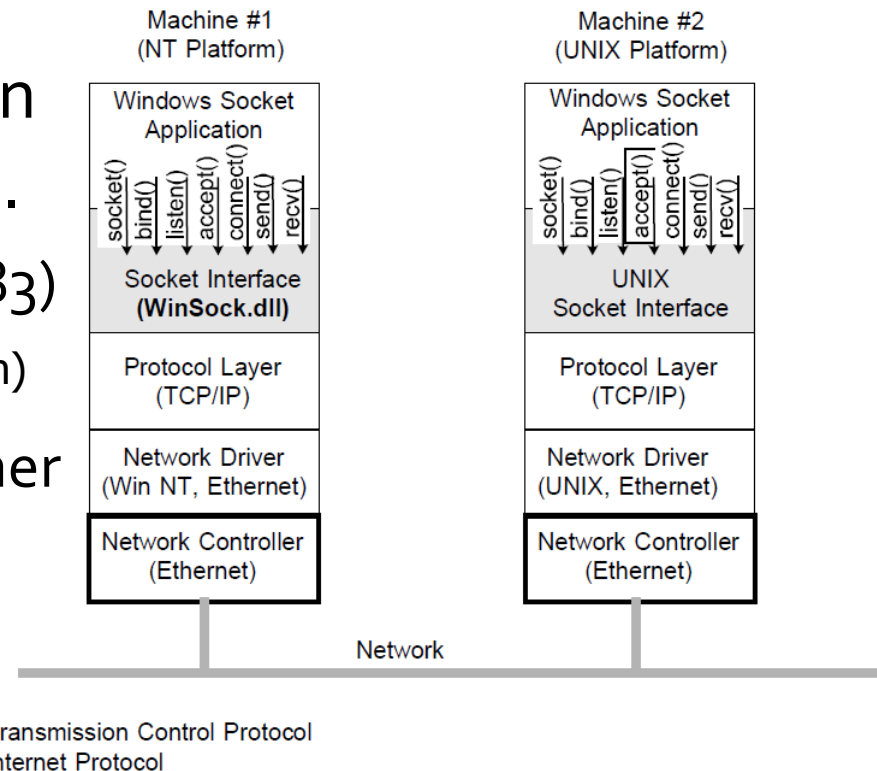 n
.
83)
n)
ner
Machine #1
(NT Platform)
Windows Socket
Application
socket()
bind()
listen()
accept()
connect()
send()
recv()
Socket Interface
(WinSock.dll)
Protocol Layer
(TCP/IP)
Network Driver
(Win NT, Ethernet)
Network Controller
(Ethernet)
Machine #2
(UNIX Platform)
Windows Socket
Application
socket()
bind()
listen()
accept()
connect()
send()
recv()
UNIX
Socket Interface
Protocol Layer
(TCP/IP)
Network Driver
(UNIX, Ethernet)
Network Controller
(Ethernet)
Network
ransmission Control Protocol
nternet Protocol